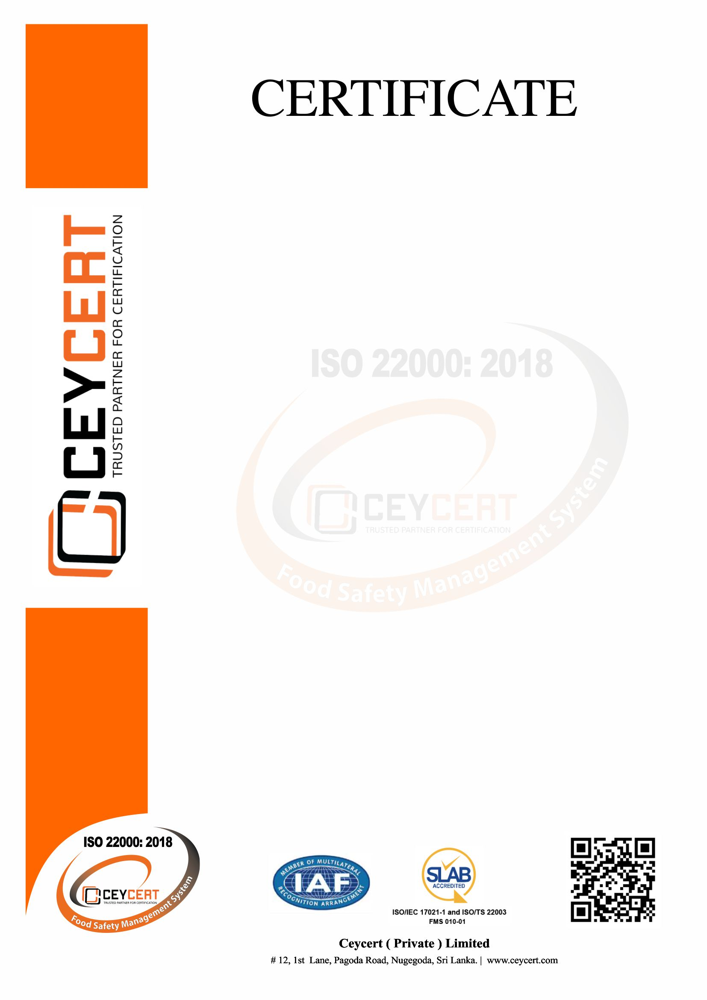 CERTIFICATE
CEYCERT
TRUSTED PARTNER FOR CERTIFICATION
ISO 22000: 2018
CEYCERT
TRUSTED PARTNER FOR CERTIFICATION
Food Safety Management System
ISO 22000: 2018
CEYCERT
TRUSTED PARTNER FOR CERTIFICATION
Food Safety Management System
MEMBER OF MULTILATERAL
IAF
RECOGNITION ARRANGEMENT
SLAB
ACCREDITED
ISO/IEC 17021-1 and ISO/TS 22003
FMS 010-01
Ceycert ( Private ) Limited
# 12, 1st Lane, Pagoda Road, Nugegoda, Sri Lanka. | www.ceycert.com